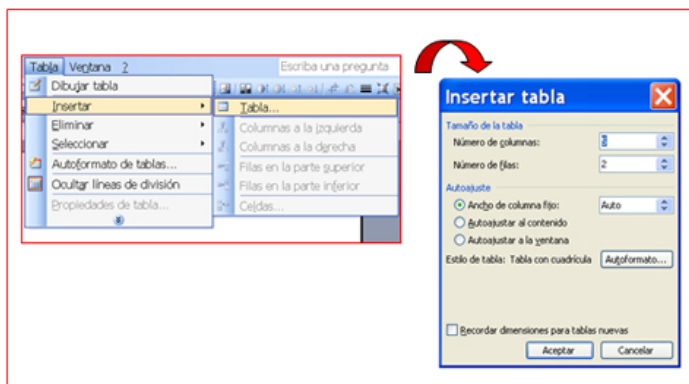 Tabla Ventana ?
Escriba una pregunta
Dibujar tabla
Insertar
Eliminar
Seleccionar
Autoformato de tablas...
Ocultar líneas de división
Propiedades de tabla...
Tabla...
Columnas a la izquierda
Columnas a la derecha
Filas en la parte superior
Filas en la parte inferior
Celdas...
Insertar tabla
Tamaño de la tabla
Número de columnas:
Número de filas: 2
Autoajuste
Ancho de columna fijo: Auto
Autoajustar al contenido
Autoajustar a la ventana
Estilo de tabla: Tabla con cuadrícula Autoformato...
Recordar dimensiones para tablas nuevas
Aceptar Cancelar